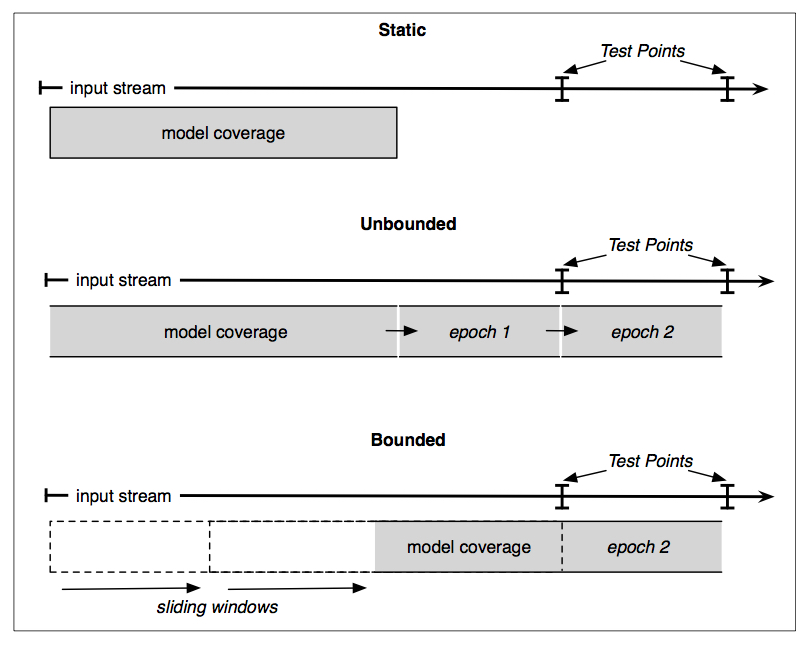 Static
Test Points
input stream
model coverage
Unbounded
Test Points
input stream
model coverage
epoch 1
epoch 2
Bounded
Test Points
input stream
model coverage
epoch 2
sliding windows